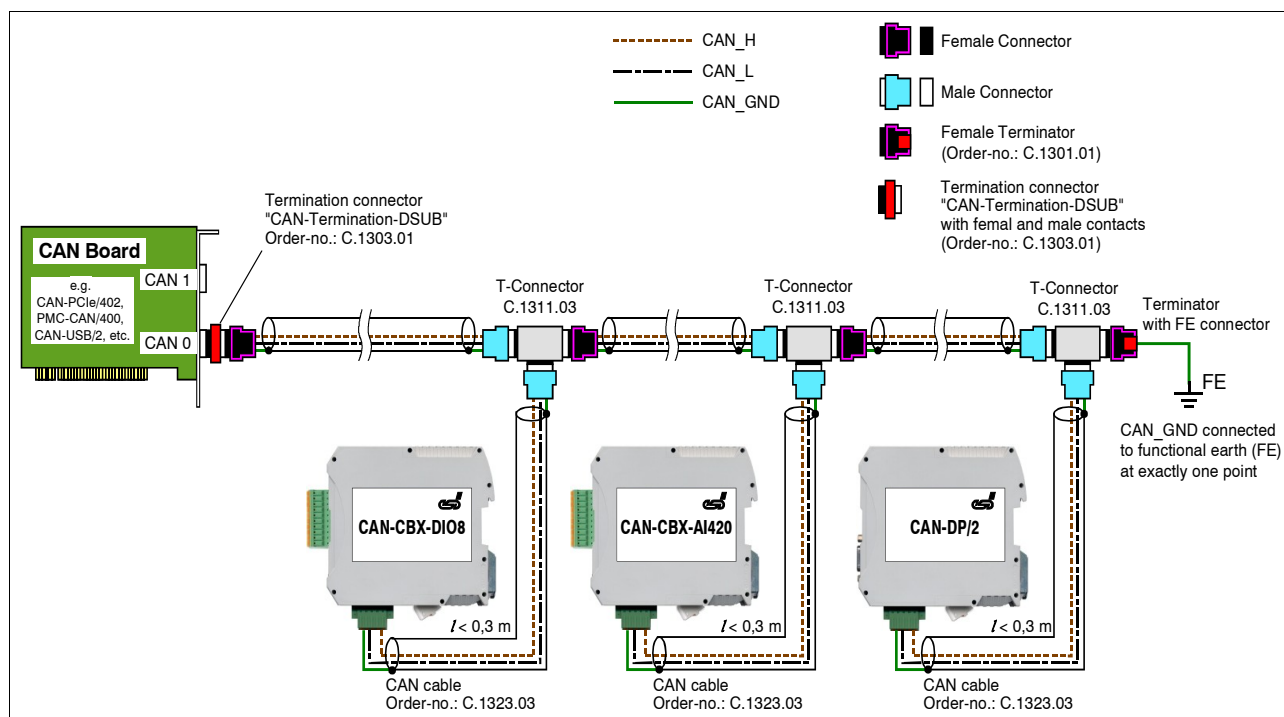 CAN_H
CAN_L
CAN_GND
Female Connector
Male Connector
Female Terminator
(Order-no.: C.1301.01)
Termination connector
"CAN-Termination-DSUB"
with femal and male contacts
(Order-no.: C.1303.01)
Termination connector
"CAN-Termination-DSUB"
Order-no.: C.1303.01
CAN Board
e.g.
CAN-PCIe/402,
PMC-CAN/400,
CAN-USB/2, etc.
CAN 1
CAN 0
T-Connector
C.1311.03
T-Connector
C.1311.03
T-Connector
C.1311.03
Terminator
with FE connector
FE
CAN_GND connected
to functional earth (FE)
at exactly one point
esd
CAN-CBX-DIO8
esd
CAN-CBX-AI420
esd
CAN-DP/2
l < 0,3 m
l < 0,3 m
l < 0,3 m
CAN cable
Order-no.: C.1323.03
CAN cable
Order-no.: C.1323.03
CAN cable
Order-no.: C.1323.03